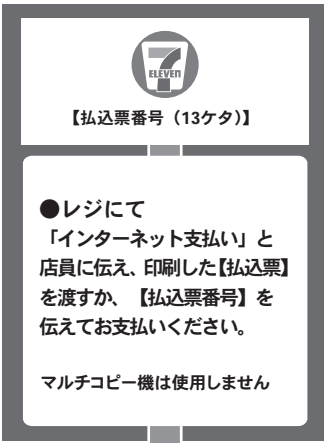 7
ELEVEn
【払込票番号（13ケタ）】
●レジにて
「インターネット支払い」と
店員に伝え、印刷した【払込票】
を渡すか、【払込票番号】を
伝えてお支払いください。
マルチコピー機は使用しません